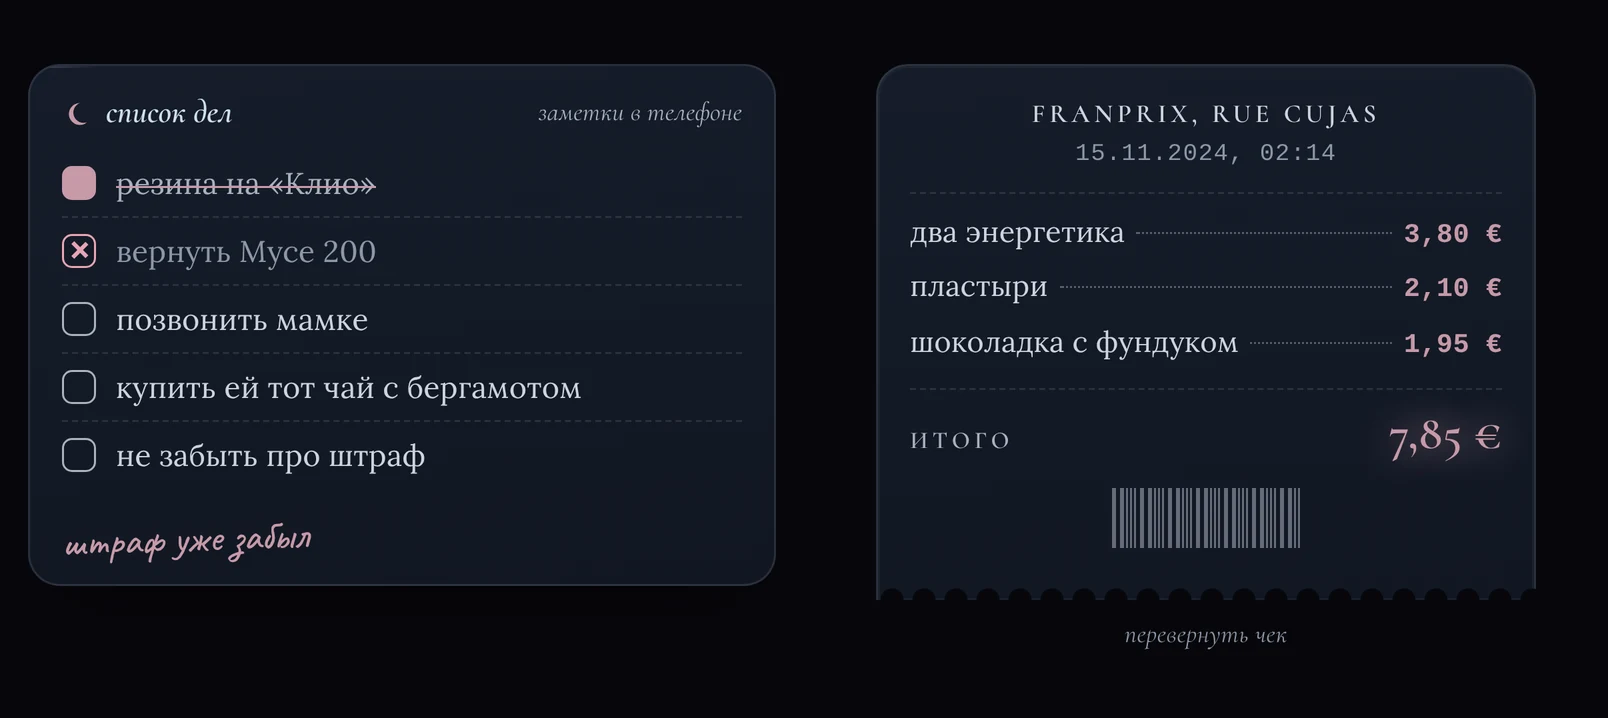 список дел
заметки в телефоне
резина на «Клио»
вернуть Мусе 200
позвонить мамке
купить ей тот чай с бергамотом
не забыть про штраф
штраф уже забыл
FRANPRIX, RUE CUJAS
15.11.2024, 02:14
два энергетика 3,80 €
пластыри 2,10 €
шоколадка с фундуком 1,95 €
ИТОГО 7,85 €
перевернуть чек